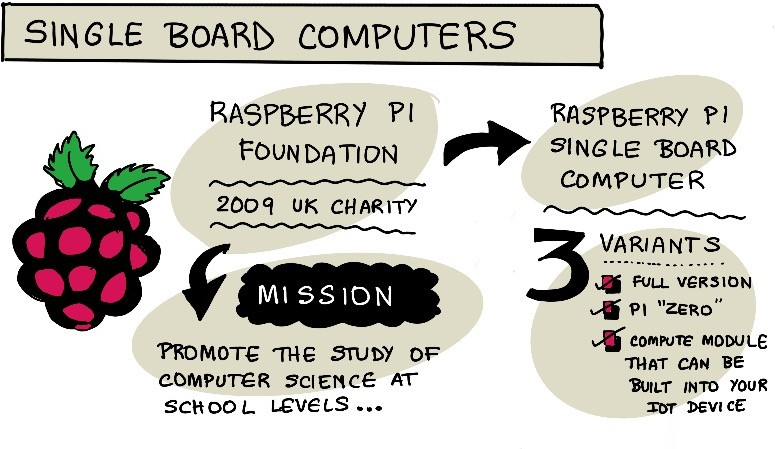 SINGLE BOARD COMPUTERS
RASPBERRY PI
FOUNDATION
2009 UK CHARITY
MISSION
PROMOTE THE STUDY OF
COMPUTER SCIENCE AT
SCHOOL LEVELS...
RASPBERRY PI
SINGLE BOARD
COMPUTER
3 VARIANTS
FULL VERSION
PI "ZERO"
COMPUTE MODULE
THAT CAN BE
BUILT INTO YOUR
IOT DEVICE